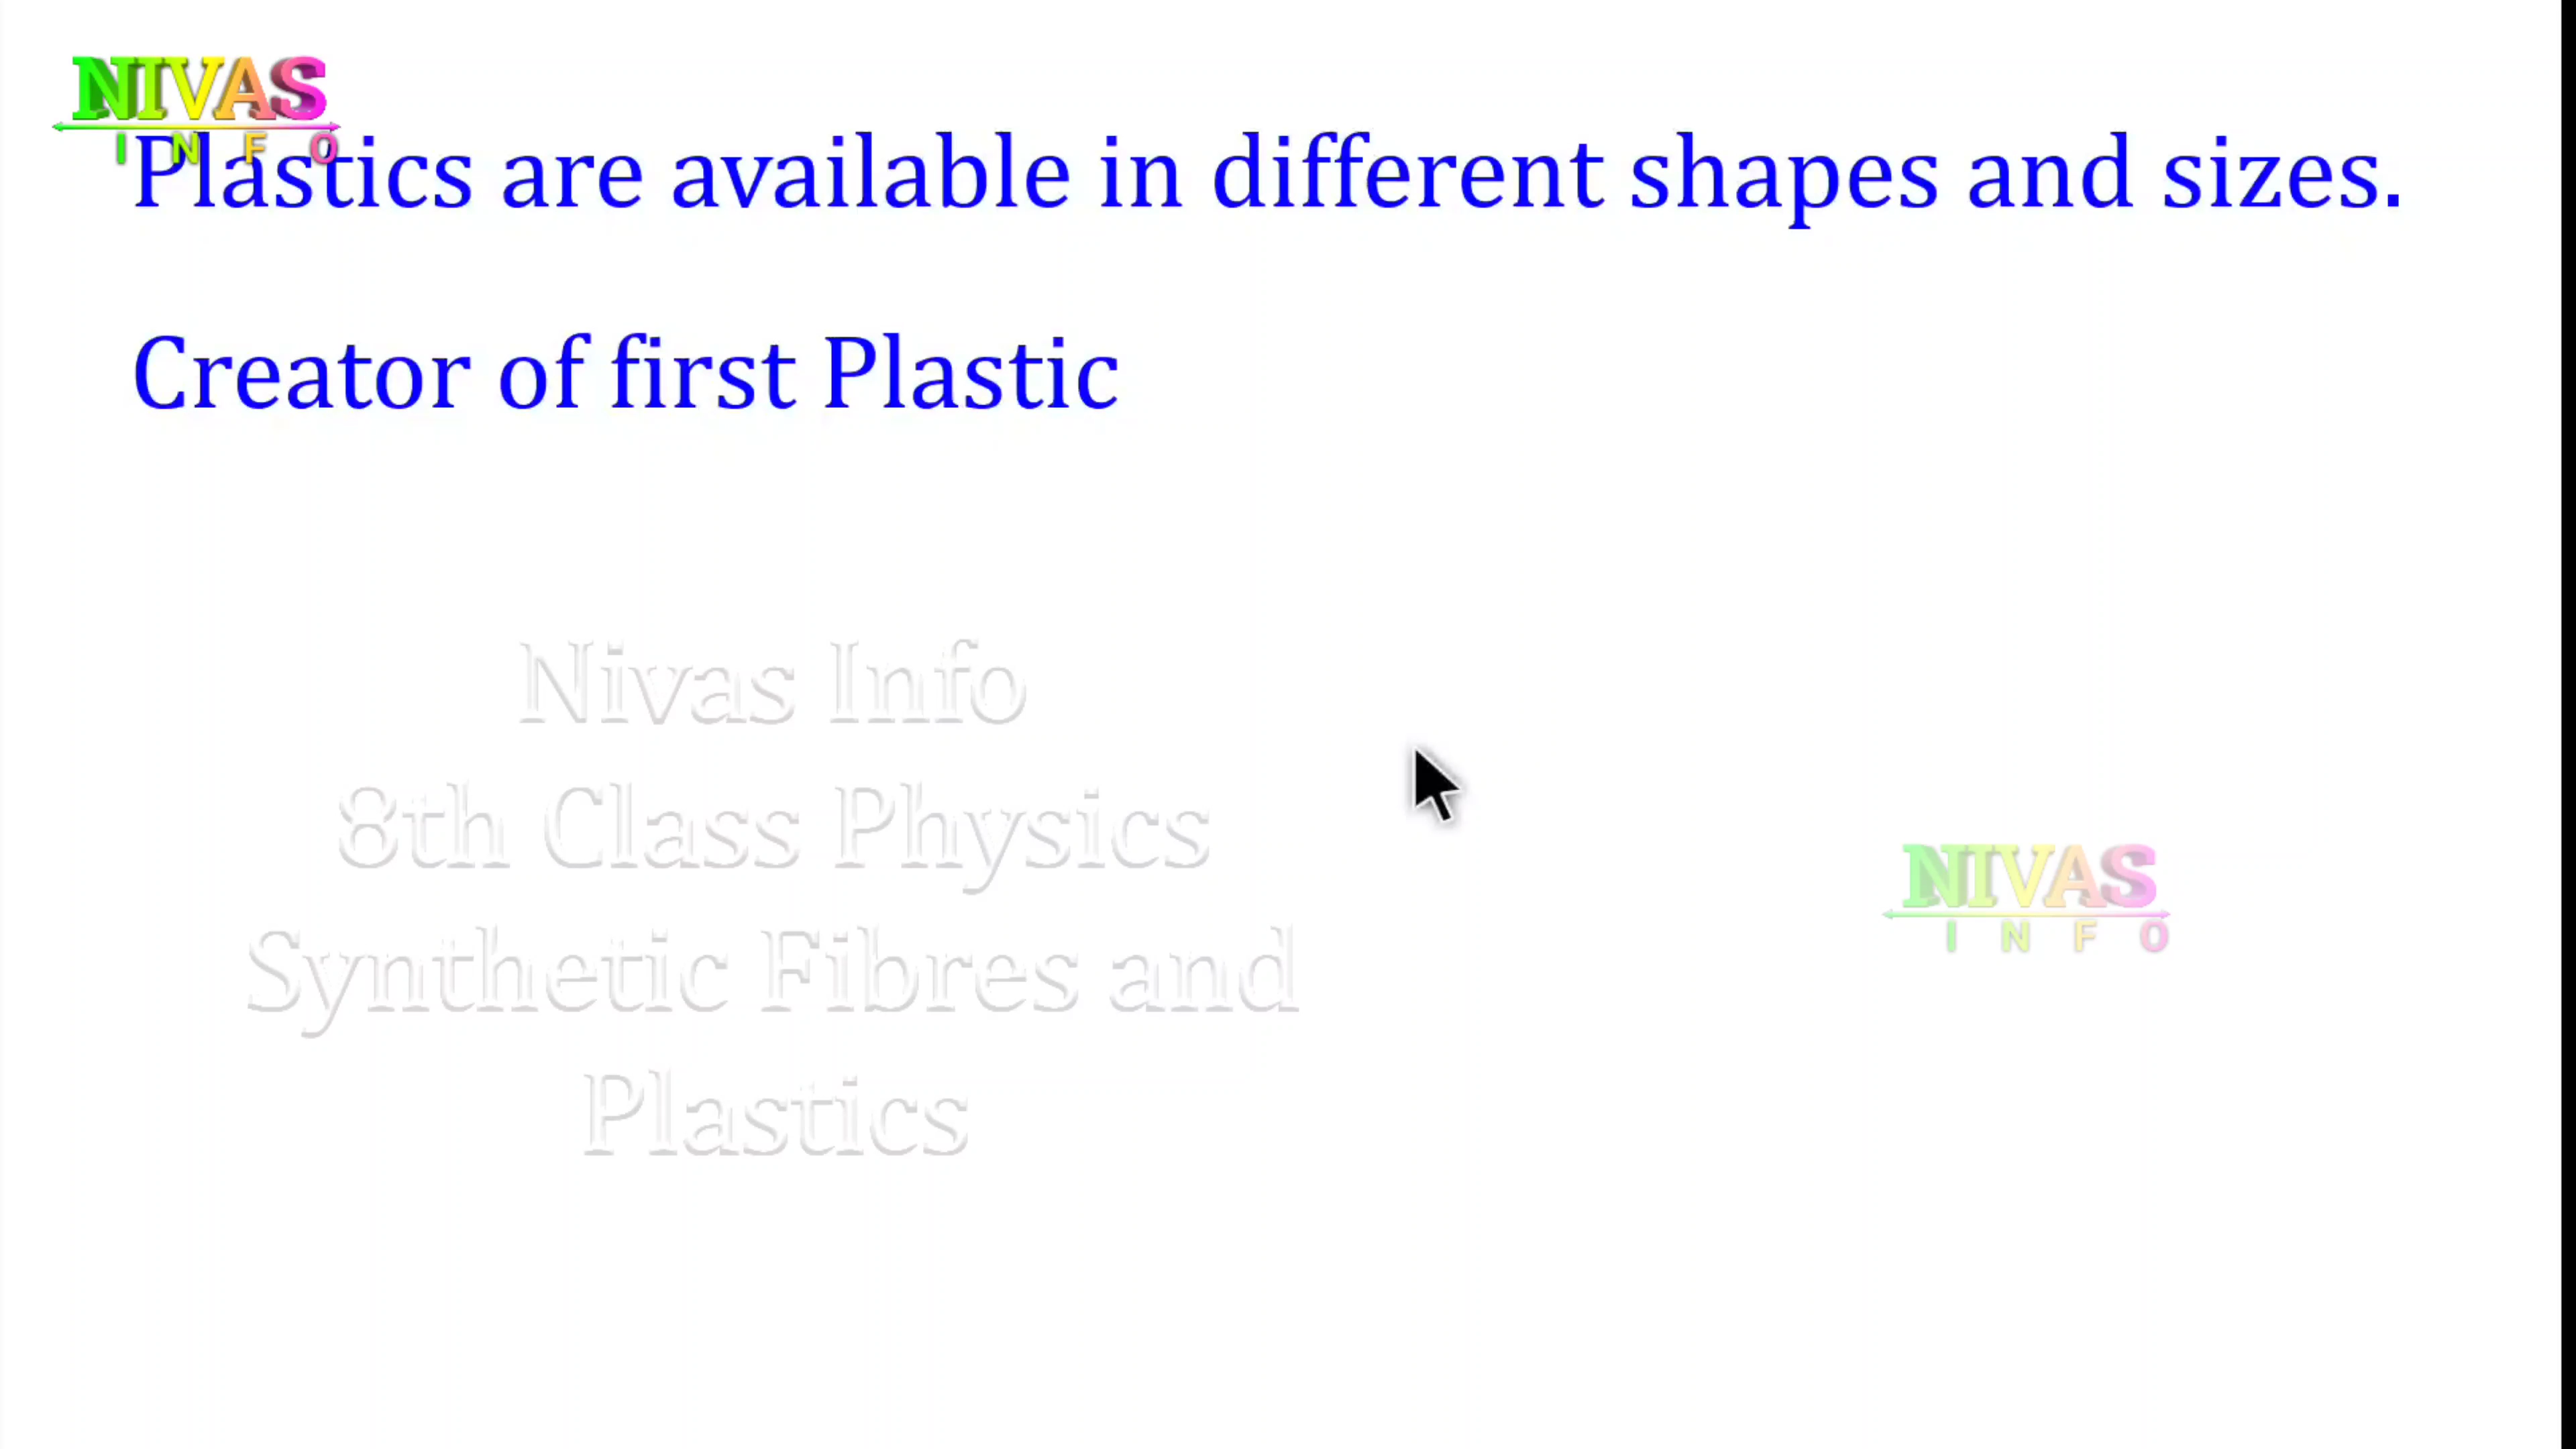 NIVAS
INFO
Plastics are available in different shapes and sizes.
Creator of first Plastic
Nivas Info
8th Class Physics
Synthetic Fibres and
Plastics
NIVAS
INFO